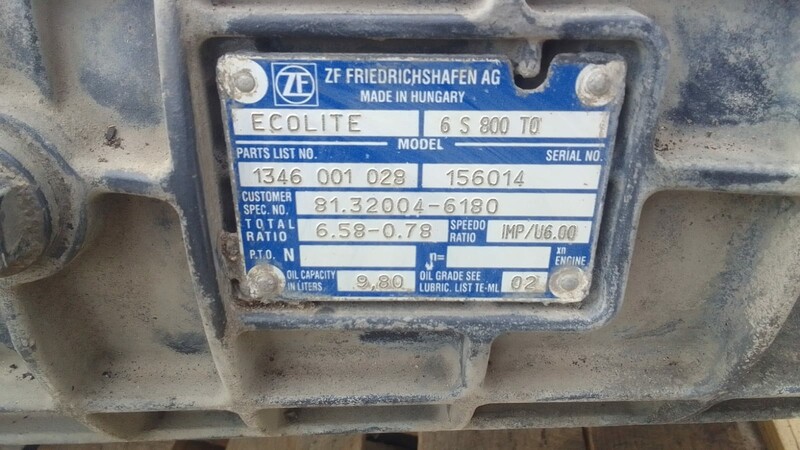 ZF
ZF FRIEDRICHSHAFEN AG
MADE IN HUNGARY
ECOLITE 6 S 800 TO
MODEL
PARTS LIST NO. SERIAL NO.
1346 001 028 156014
CUSTOMER SPEC. NO. 81.32004-6180
TOTAL RATIO 6.58-0.78 SPEEDO RATIO IMP/U6.00
P.T.O. N n= xn ENGINE
OIL CAPACITY IN LITERS 9,80 OIL GRADE SEE LUBRIC. LIST TE-ML 02